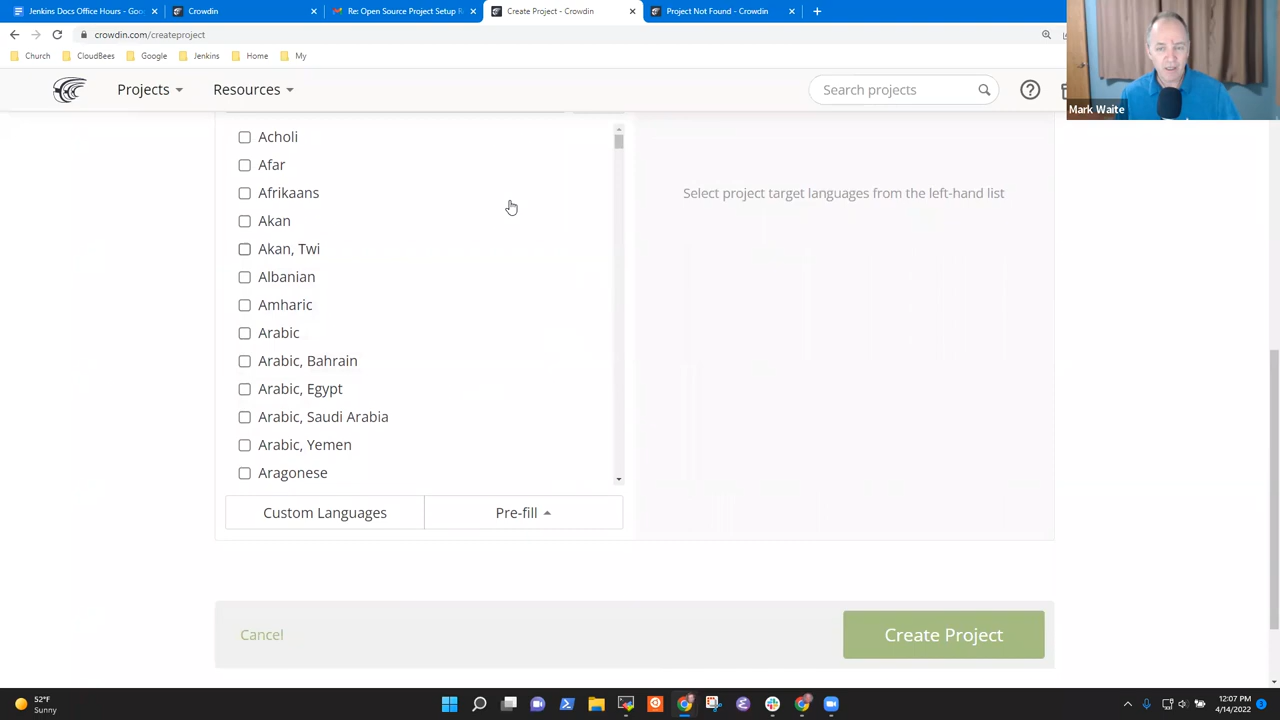 Jenkins Docs Office Hours - Goo
Crowdin
Re: Open Source Project Setup R
Create Project - Crowdin
Project Not Found - Crowdin
crowdin.com/createproject
Church
CloudBees
Google
Jenkins
Home
My
Projects
Resources
Search projects
Mark Waite
Acholi
Afar
Afrikaans
Akan
Akan, Twi
Albanian
Amharic
Arabic
Arabic, Bahrain
Arabic, Egypt
Arabic, Saudi Arabia
Arabic, Yemen
Aragonese
Select project target languages from the left-hand list
Custom Languages
Pre-fill
Cancel
Create Project
52°F
Sunny
12:07 PM
4/14/2022